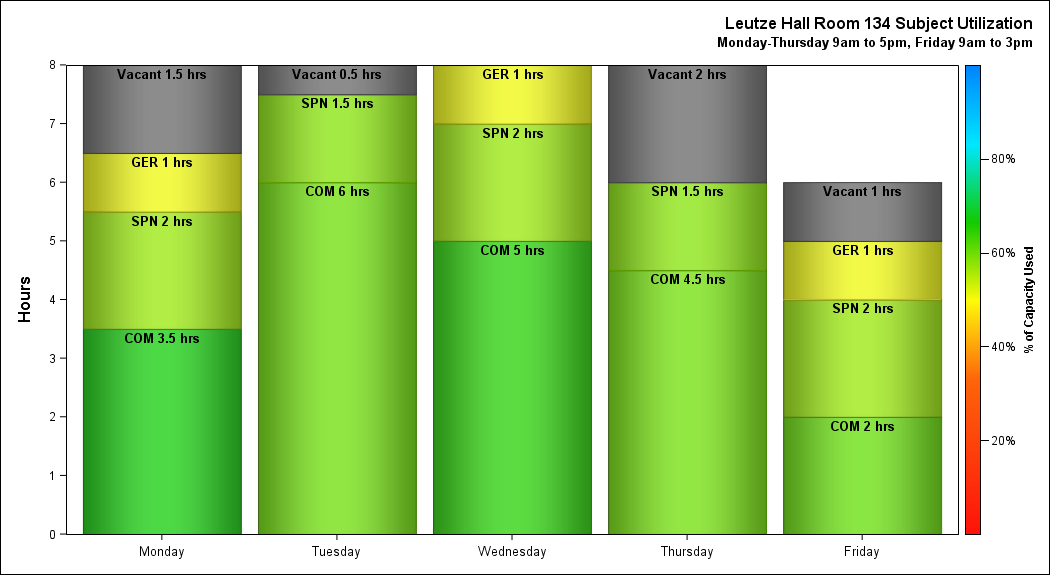 Leutze Hall Room 134 Subject Utilization
Monday-Thursday 9am to 5pm, Friday 9am to 3pm
Hours
8
7
6
5
4
3
2
1
0
Vacant 1.5 hrs
GER 1 hrs
SPN 2 hrs
COM 3.5 hrs
Vacant 0.5 hrs
SPN 1.5 hrs
COM 6 hrs
GER 1 hrs
SPN 2 hrs
COM 5 hrs
Vacant 2 hrs
SPN 1.5 hrs
COM 4.5 hrs
Vacant 1 hrs
GER 1 hrs
SPN 2 hrs
COM 2 hrs
Monday
Tuesday
Wednesday
Thursday
Friday
80%
60%
40%
20%
% of Capacity Used